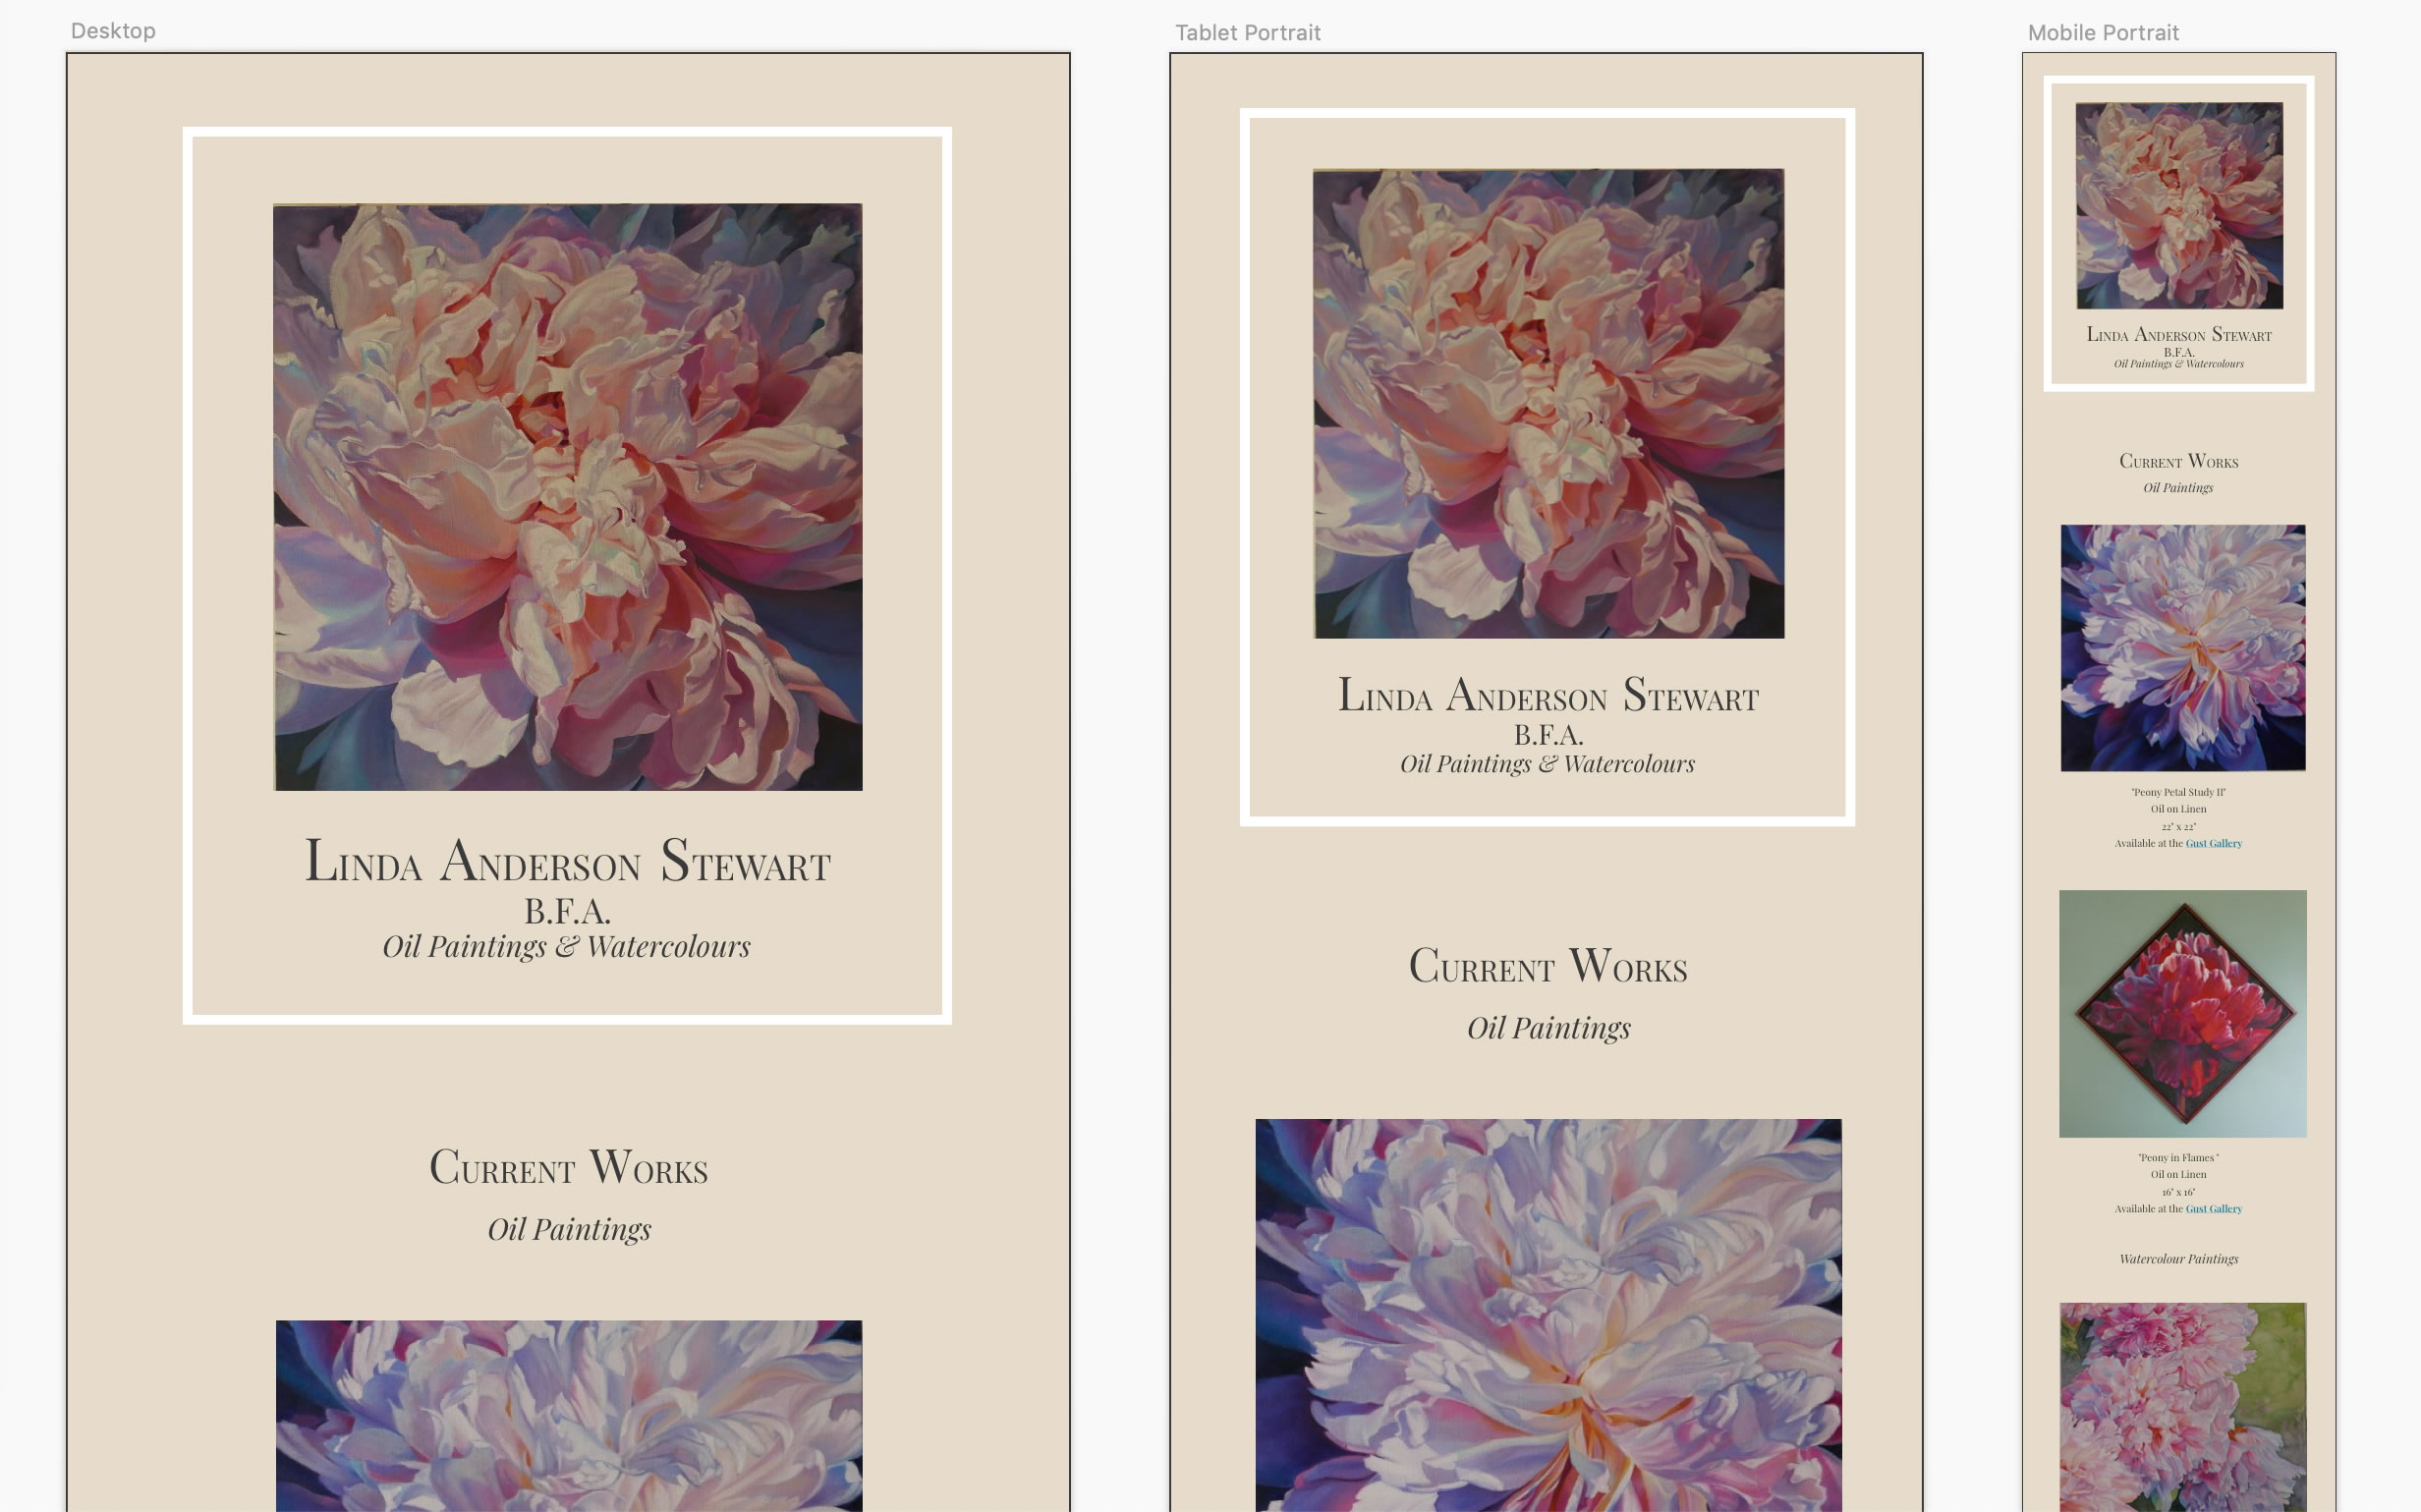 Desktop
Linda Anderson Stewart
B.F.A.
Oil Paintings & Watercolours
Current Works
Oil Paintings
Tablet Portrait
Linda Anderson Stewart
B.F.A.
Oil Paintings & Watercolours
Current Works
Oil Paintings
Mobile Portrait
Linda Anderson Stewart
B.F.A.
Oil Paintings & Watercolours
Current Works
Oil Paintings
"Peony Petal Study II"
Oil on Linen
22" x 22"
Available at the Gust Gallery
"Peony in Flames "
Oil on Linen
16" x 16"
Available at the Gust Gallery
Watercolour Paintings